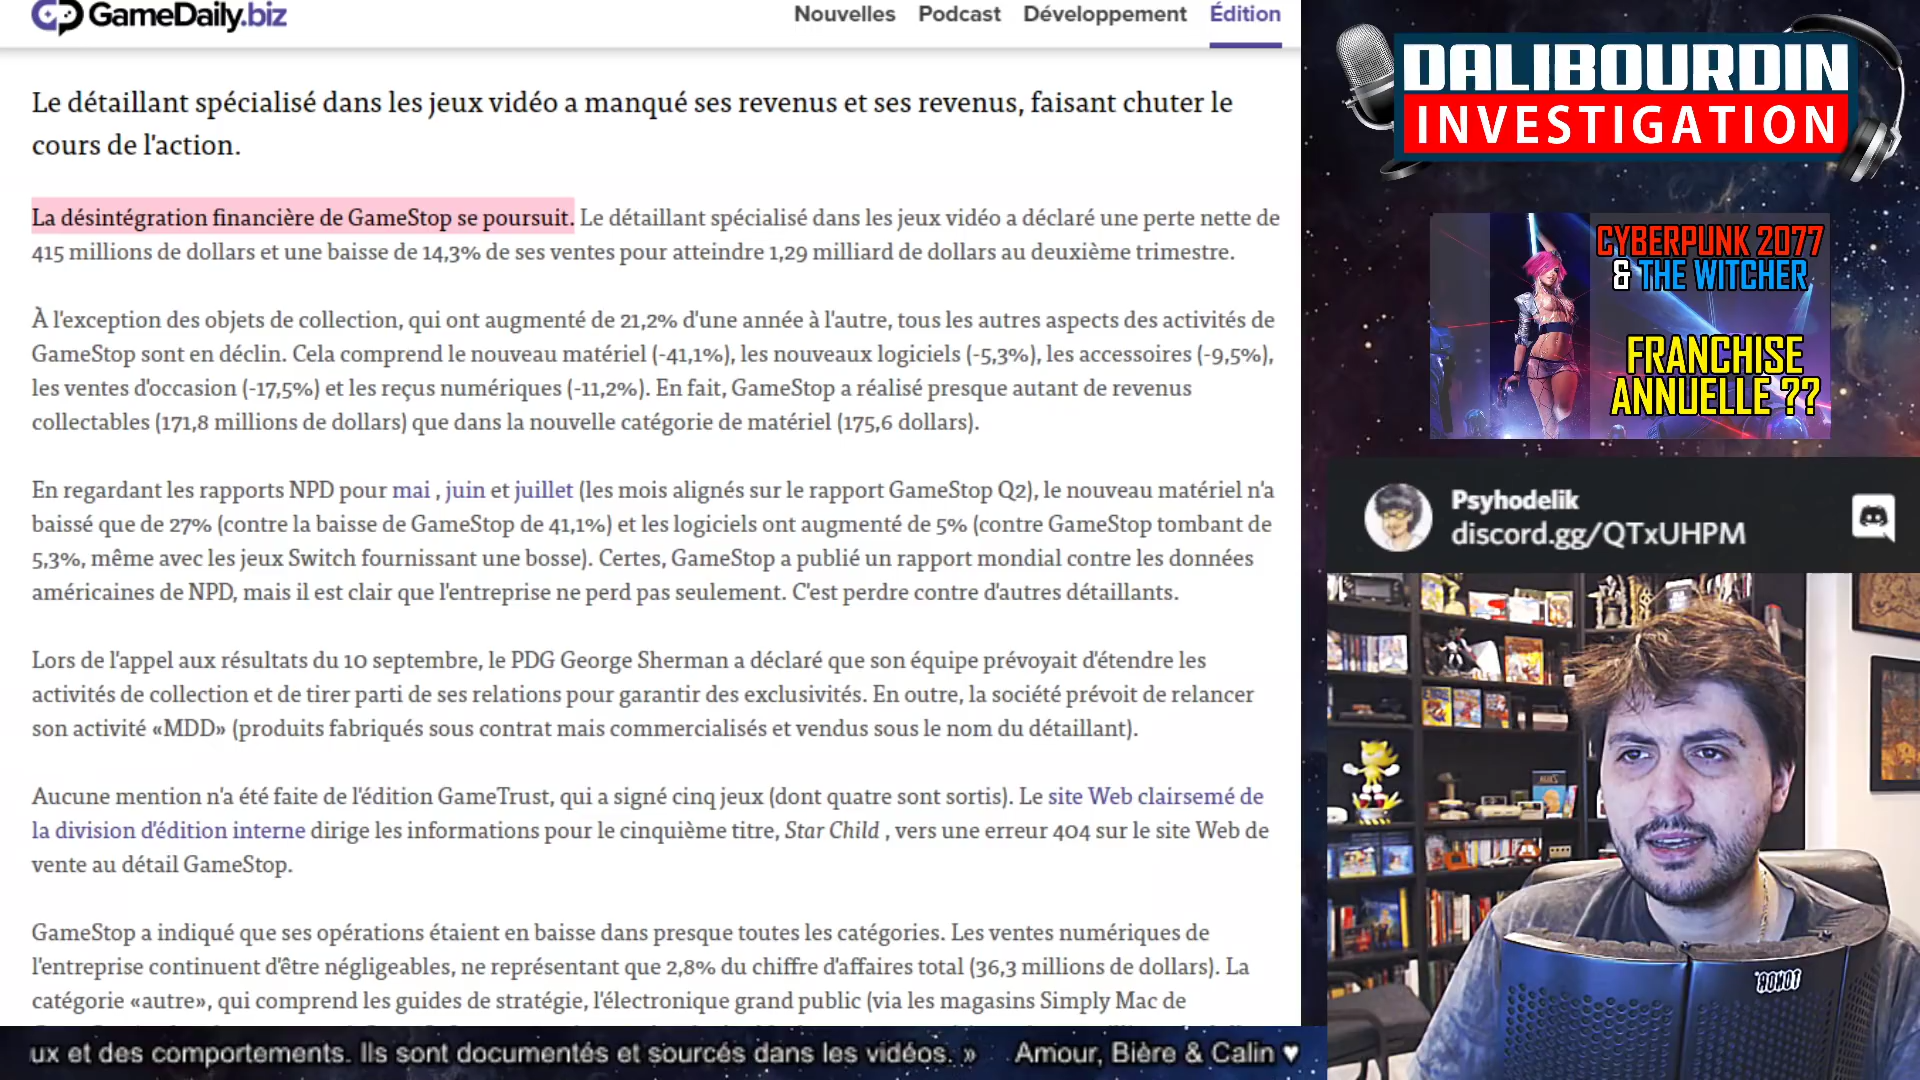 GameDaily.biz
Nouvelles Podcast Développement Édition
Le détaillant spécialisé dans les jeux vidéo a manqué ses revenus et ses revenus, faisant chuter le
cours de l'action.
La désintégration financière de GameStop se poursuit. Le détaillant spécialisé dans les jeux vidéo a déclaré une perte nette de
415 millions de dollars et une baisse de 14,3% de ses ventes pour atteindre 1,29 milliard de dollars au deuxième trimestre.
À l'exception des objets de collection, qui ont augmenté de 21,2% d'une année à l'autre, tous les autres aspects des activités de
GameStop sont en déclin. Cela comprend le nouveau matériel (-41,1%), les nouveaux logiciels (-5,3%), les accessoires (-9,5%),
les ventes d'occasion (-17,5%) et les reçus numériques (-11,2%). En fait, GameStop a réalisé presque autant de revenus
collectables (171,8 millions de dollars) que dans la nouvelle catégorie de matériel (175,6 dollars).
En regardant les rapports NPD pour mai , juin et juillet (les mois alignés sur le rapport GameStop Q2), le nouveau matériel n'a
baissé que de 27% (contre la baisse de GameStop de 41,1%) et les logiciels ont augmenté de 5% (contre GameStop tombant de
5,3%, même avec les jeux Switch fournissant une bosse). Certes, GameStop a publié un rapport mondial contre les données
américaines de NPD, mais il est clair que l'entreprise ne perd pas seulement. C'est perdre contre d'autres détaillants.
Lors de l'appel aux résultats du 10 septembre, le PDG George Sherman a déclaré que son équipe prévoyait d'étendre les
activités de collection et de tirer parti de ses relations pour garantir des exclusivités. En outre, la société prévoit de relancer
son activité «MDD» (produits fabriqués sous contrat mais commercialisés et vendus sous le nom du détaillant).
Aucune mention n'a été faite de l'édition GameTrust, qui a signé cinq jeux (dont quatre sont sortis). Le site Web clairsemé de
la division d'édition interne dirige les informations pour le cinquième titre, Star Child , vers une erreur 404 sur le site Web de
vente au détail GameStop.
GameStop a indiqué que ses opérations étaient en baisse dans presque toutes les catégories. Les ventes numériques de
l'entreprise continuent d'être négligeables, ne représentant que 2,8% du chiffre d'affaires total (36,3 millions de dollars). La
catégorie «autre», qui comprend les guides de stratégie, l'électronique grand public (via les magasins Simply Mac de
ux et des comportements. Ils sont documentés et sourcés dans les vidéos. » Amour, Bière & Calin ♥
DALIBOURDIN
INVESTIGATION
CYBERPUNK 2077
& THE WITCHER
FRANCHISE
ANNUELLE ??
Psyhodelik
discord.gg/QTxUHPM
AOKOT